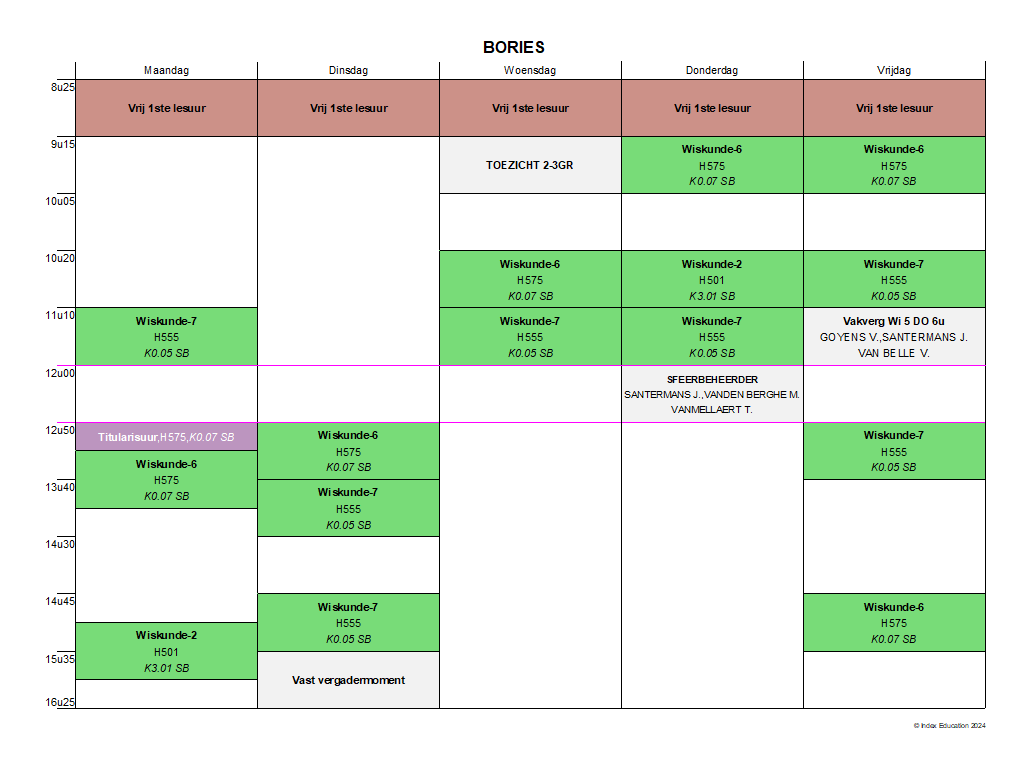 BORIES
Maandag Dinsdag Woensdag Donderdag Vrijdag
8u25
Vrij 1ste lesuur Vrij 1ste lesuur Vrij 1ste lesuur Vrij 1ste lesuur Vrij 1ste lesuur
9u15
TOEZICHT 2-3GR
Wiskunde-6
H575
K0.07 SB
Wiskunde-6
H575
K0.07 SB
10u05
10u20
Wiskunde-6
H575
K0.07 SB
Wiskunde-2
H501
K3.01 SB
Wiskunde-7
H555
K0.05 SB
11u10
Wiskunde-7
H555
K0.05 SB
Wiskunde-7
H555
K0.05 SB
Wiskunde-7
H555
K0.05 SB
Vakverg Wi 5 DO 6u
GOYENS V.,SANTERMANS J.
VAN BELLE V.
12u00
SFEERBEHEERDER
SANTERMANS J.,VANDEN BERGHE M.
VANMELLAERT T.
12u50
Titularisuur,H575,K0.07 SB
Wiskunde-6
H575
K0.07 SB
Wiskunde-6
H575
K0.07 SB
Wiskunde-7
H555
K0.05 SB
13u40
Wiskunde-7
H555
K0.05 SB
14u30
14u45
Wiskunde-7
H555
K0.05 SB
Wiskunde-6
H575
K0.07 SB
Wiskunde-2
H501
K3.01 SB
15u35
Vast vergadermoment
16u25
© Index Education 2024